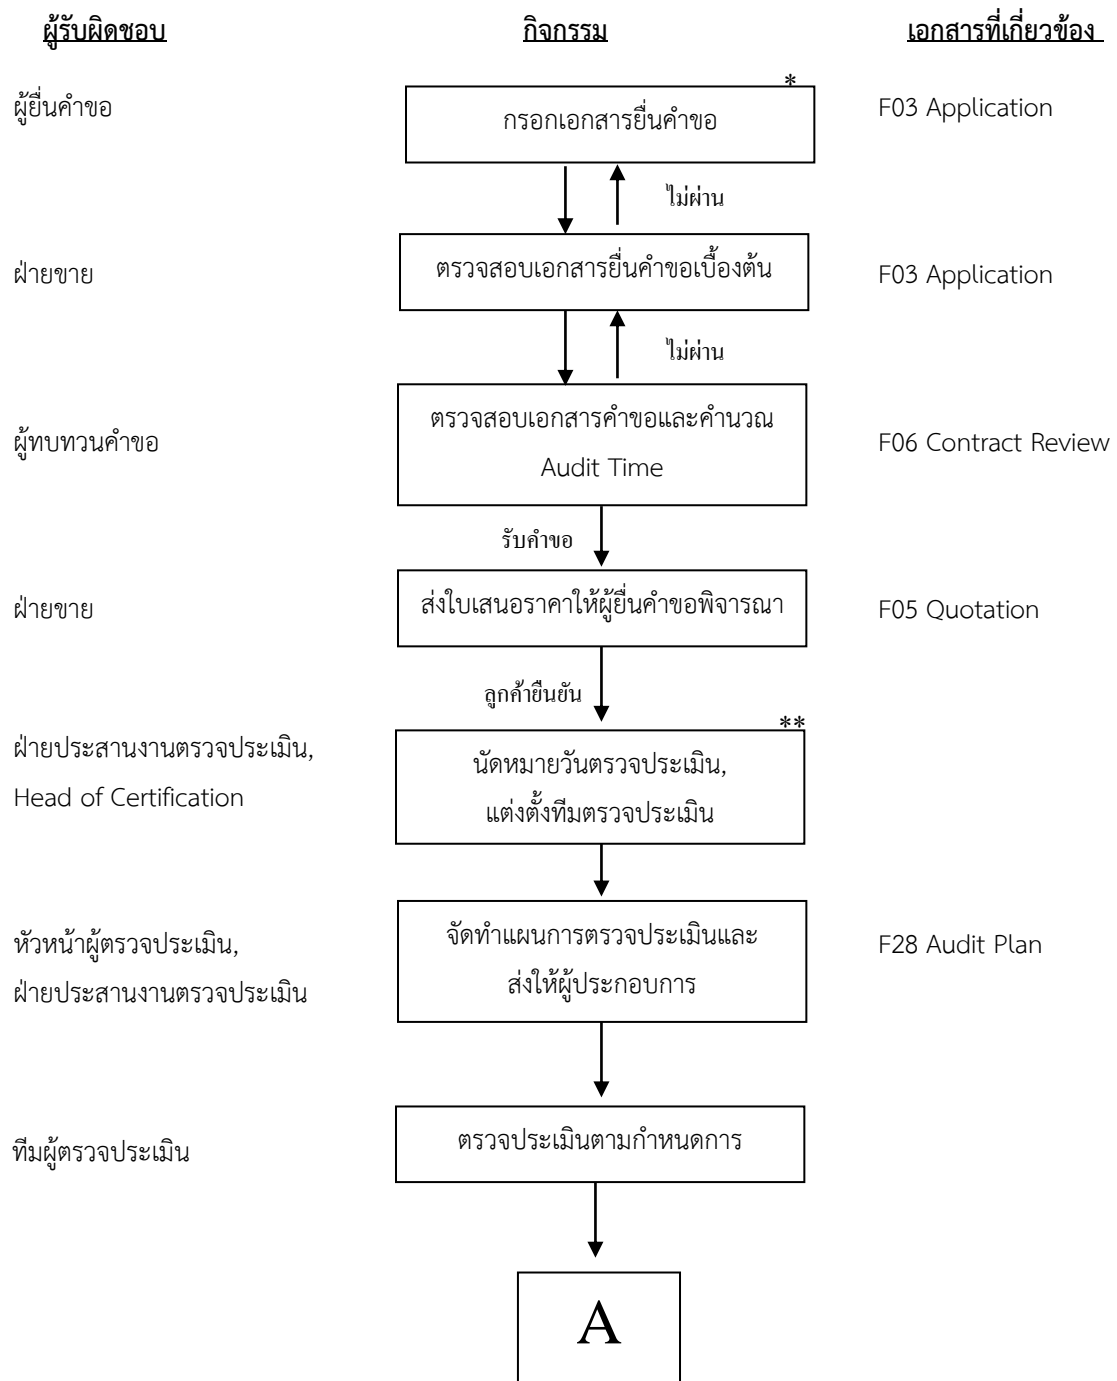 ผู้รับผิดชอบ กิจกรรม เอกสารที่เกี่ยวข้อง
*
ผู้ยื่นคำขอ กรอกเอกสารยื่นคำขอ F03 Application
ไม่ผ่าน
ฝ่ายขาย ตรวจสอบเอกสารยื่นคำขอเบื้องต้น F03 Application
ไม่ผ่าน
ผู้ทบทวนคำขอ ตรวจสอบเอกสารคำขอและคำนวณ F06 Contract Review
Audit Time
รับคำขอ
ฝ่ายขาย ส่งใบเสนอราคาให้ผู้ยื่นคำขอพิจารณา F05 Quotation
ลูกค้ายืนยัน
**
ฝ่ายประสานงานตรวจประเมิน, นัดหมายวันตรวจประเมิน,
Head of Certification แต่งตั้งทีมตรวจประเมิน
หัวหน้าผู้ตรวจประเมิน, จัดทำแผนการตรวจประเมินและ F28 Audit Plan
ฝ่ายประสานงานตรวจประเมิน ส่งให้ผู้ประกอบการ
ทีมผู้ตรวจประเมิน ตรวจประเมินตามกำหนดการ
A